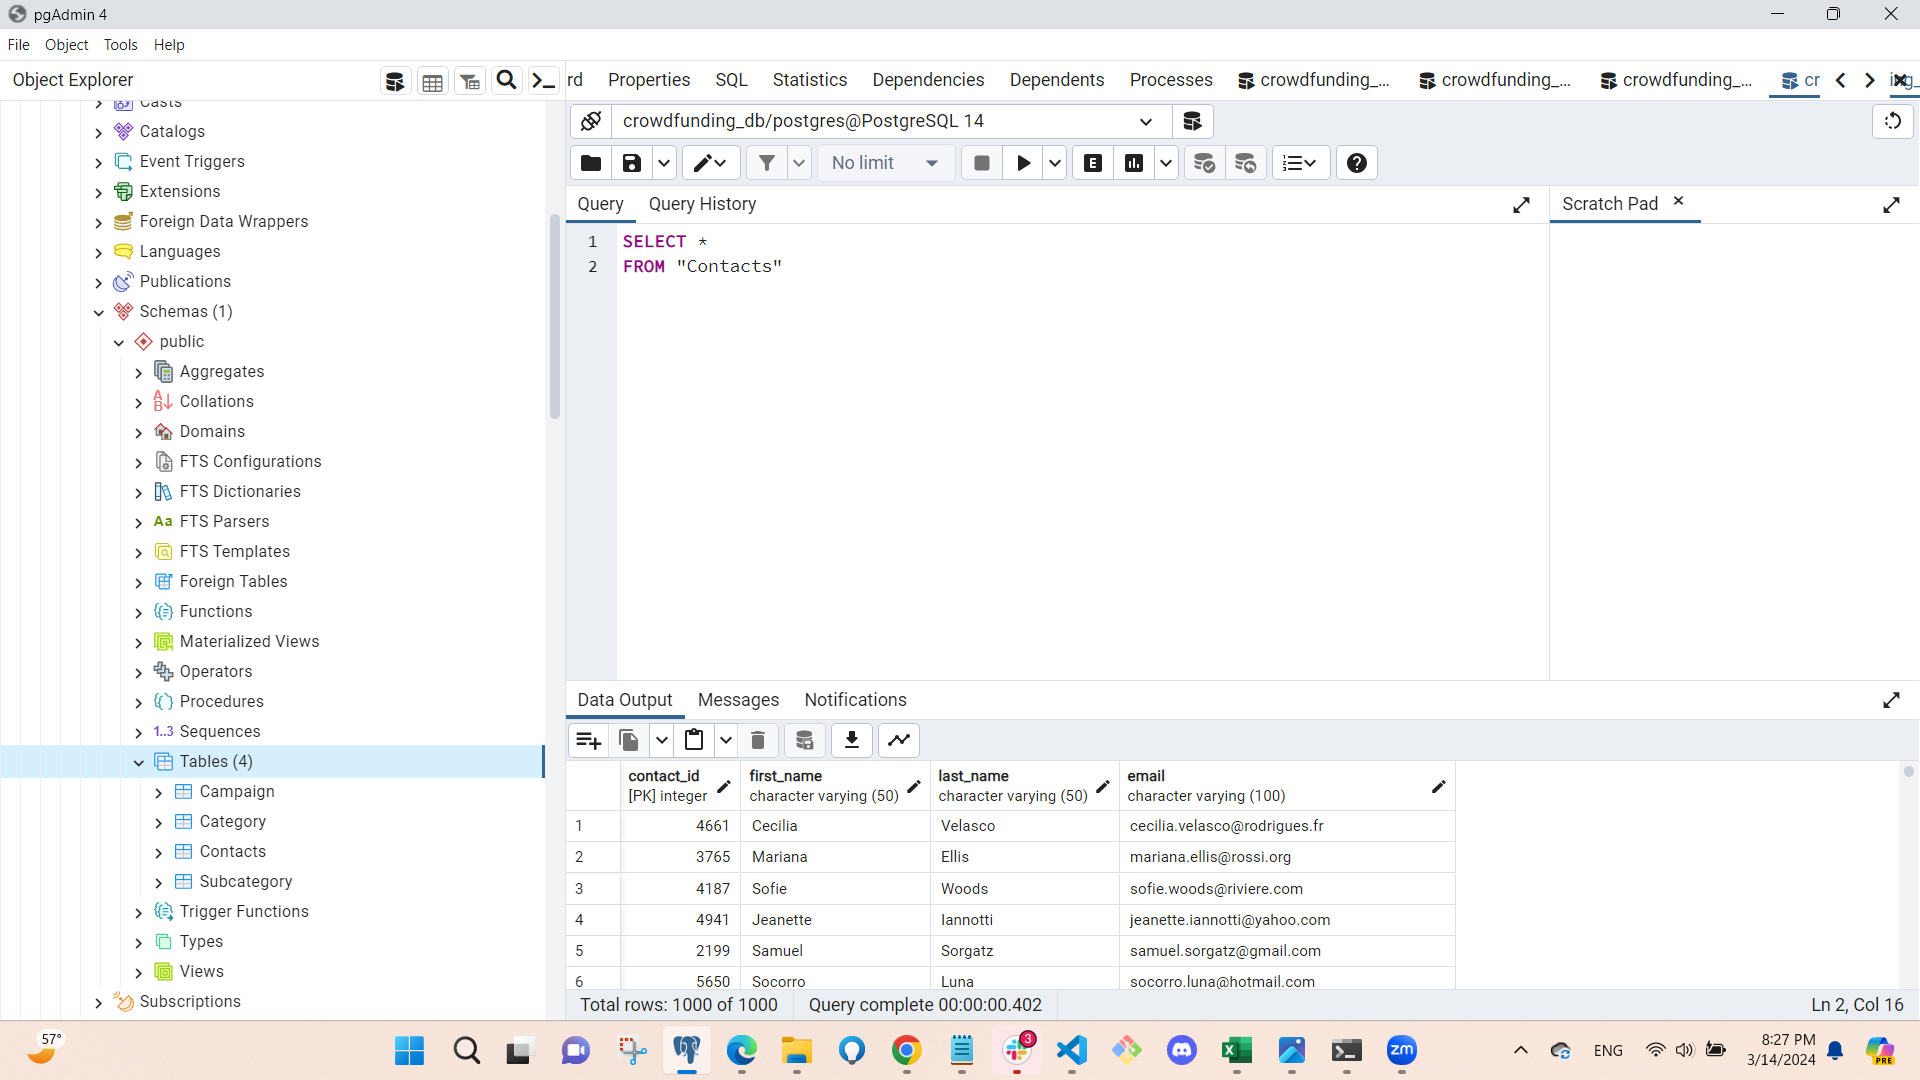 pgAdmin 4
File Object Tools Help
Object Explorer
rd Properties SQL Statistics Dependencies Dependents Processes crowdfunding_... crowdfunding_... crowdfunding_... cr
crowdfunding_db/postgres@PostgreSQL 14
No limit
Query Query History
Scratch Pad
1 SELECT *
2 FROM "Contacts"
Casts
Catalogs
Event Triggers
Extensions
Foreign Data Wrappers
Languages
Publications
Schemas (1)
public
Aggregates
Collations
Domains
FTS Configurations
FTS Dictionaries
Aa FTS Parsers
FTS Templates
Foreign Tables
Functions
Materialized Views
Operators
Procedures
1..3 Sequences
Tables (4)
Campaign
Category
Contacts
Subcategory
Trigger Functions
Types
Views
Subscriptions
Data Output Messages Notifications
contact_id first_name last_name email
[PK] integer character varying (50) character varying (50) character varying (100)
1 4661 Cecilia Velasco cecilia.velasco@rodrigues.fr
2 3765 Mariana Ellis mariana.ellis@rossi.org
3 4187 Sofie Woods sofie.woods@riviere.com
4 4941 Jeanette Iannotti jeanette.iannotti@yahoo.com
5 2199 Samuel Sorgatz samuel.sorgatz@gmail.com
6 5650 Socorro Luna socorro.luna@hotmail.com
Total rows: 1000 of 1000 Query complete 00:00:00.402 Ln 2, Col 16
57°
3
zm
ENG
8:27 PM
3/14/2024
PRE